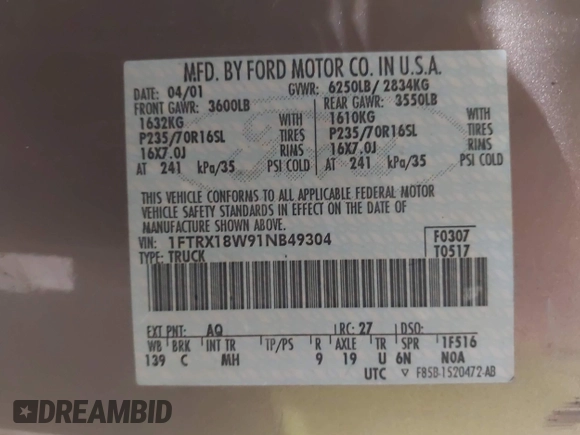 MFD. BY FORD MOTOR CO. IN U.S.A.
DATE: 04/01 GVWR: 6250LB/ 2834KG
FRONT GAWR: 3600LB REAR GAWR: 3550LB
1632KG WITH 1610KG WITH
P235/70R16SL TIRES P235/70R16SL TIRES
16X7.0J RIMS 16X7.0J RIMS
AT 241 kPa/35 PSI COLD AT 241 kPa/35 PSI COLD
THIS VEHICLE CONFORMS TO ALL APPLICABLE FEDERAL MOTOR
VEHICLE SAFETY STANDARDS IN EFFECT ON THE DATE OF
MANUFACTURE SHOWN ABOVE.
VIN: 1FTRX18W91NB49304 F0307
TYPE: TRUCK T0517
EXT PNT: AQ RC: 27 DSO:
WB BRK INT TR TP/PS R AXLE TR SPR 1F516
139 C MH 9 19 U 6N N0A
UTC ▽ F85B-1520472-AB
DREAMBID